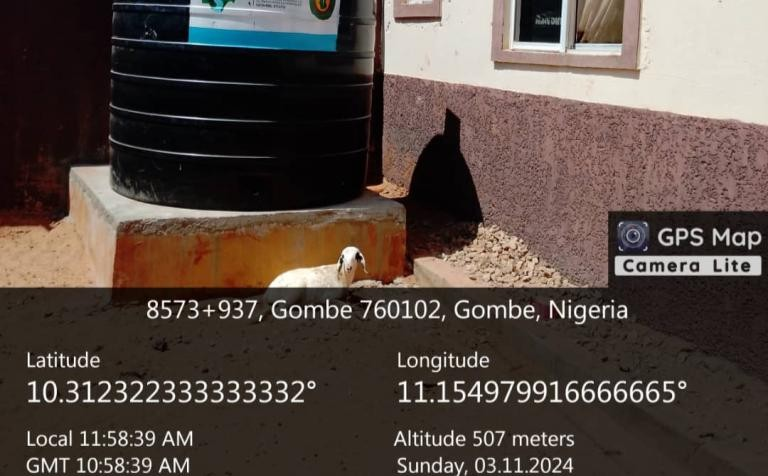 GPS Map
Camera Lite
8573+937, Gombe 760102, Gombe, Nigeria
Latitude
10.312322333333332°
Longitude
11.154979916666665°
Local 11:58:39 AM
GMT 10:58:39 AM
Altitude 507 meters
Sunday, 03.11.2024